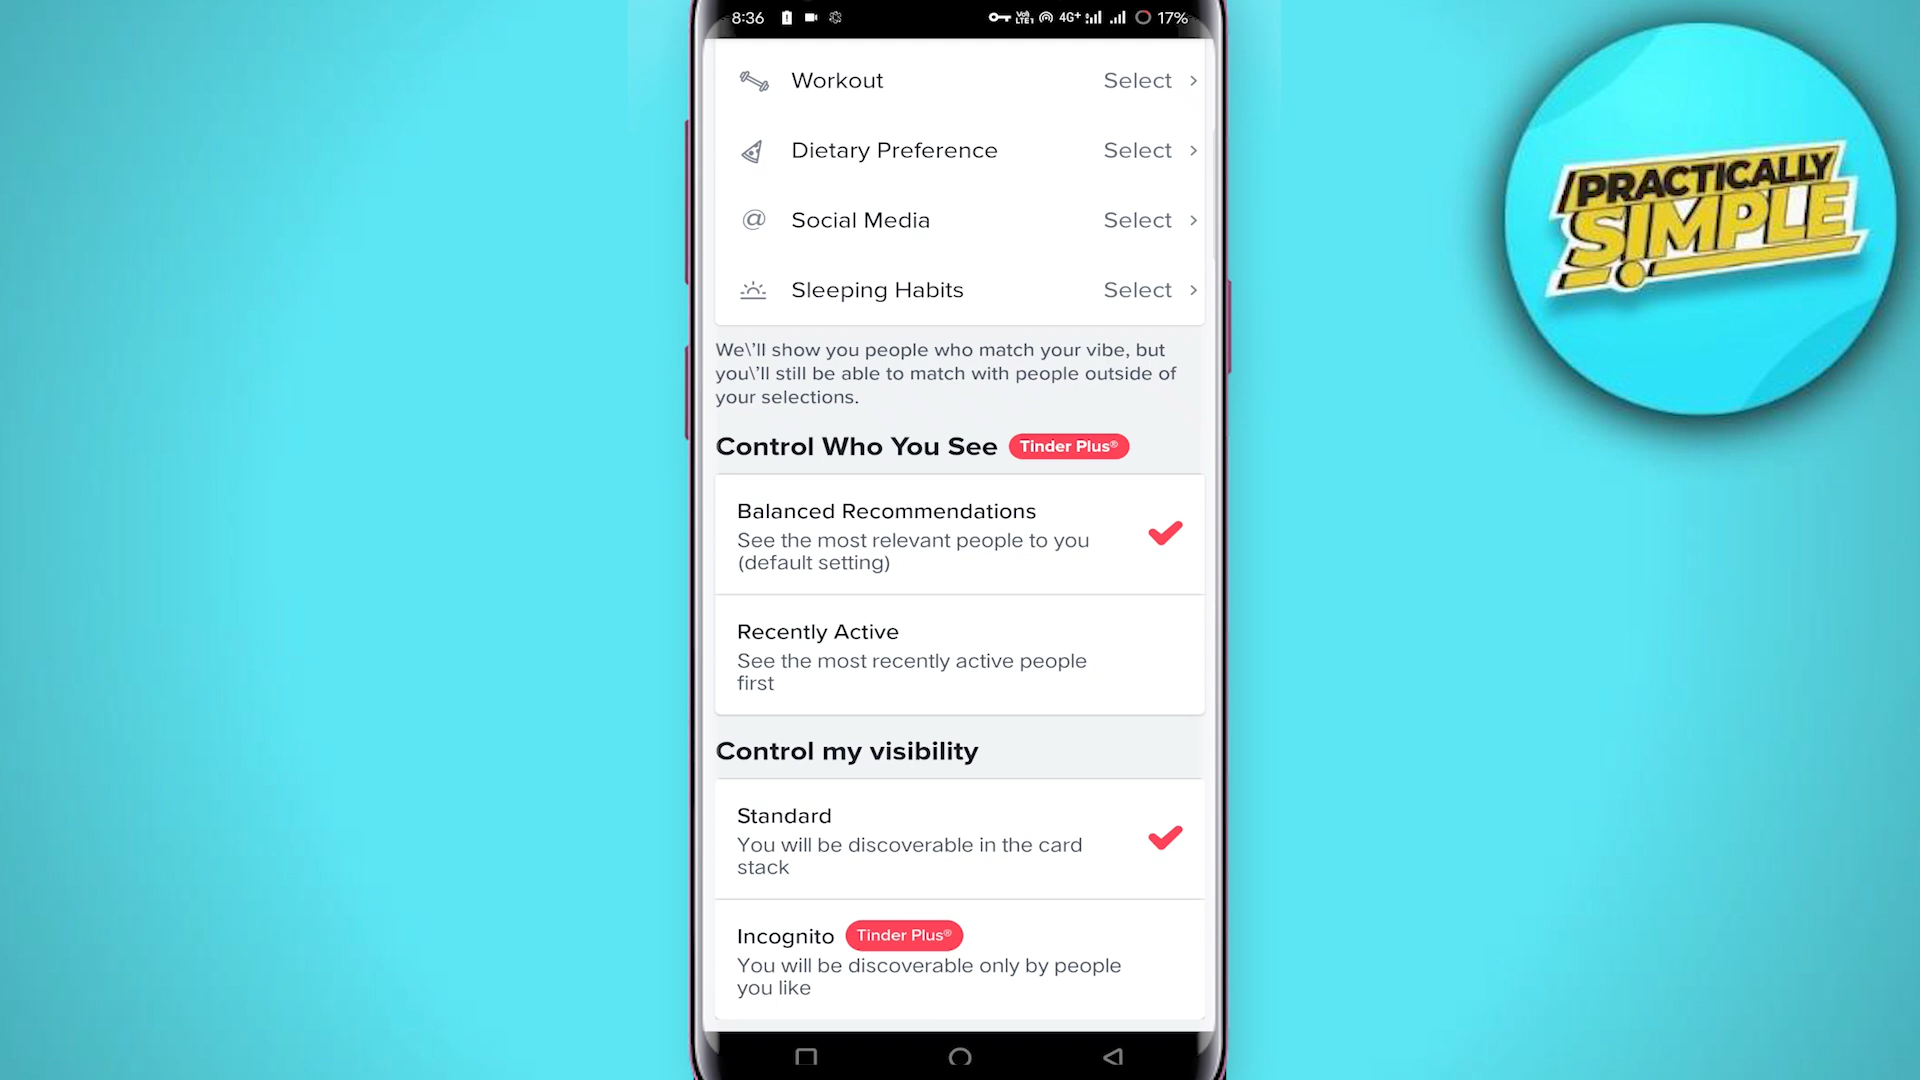 8:36
VoI
LTE1
4G+
17%
PRACTICALLY
SIMPLE
Workout Select
Dietary Preference Select
@ Social Media Select
Sleeping Habits Select
We\'ll show you people who match your vibe, but
you\'ll still be able to match with people outside of
your selections.
Control Who You See Tinder Plus®
Balanced Recommendations
See the most relevant people to you
(default setting)
Recently Active
See the most recently active people
first
Control my visibility
Standard
You will be discoverable in the card
stack
Incognito Tinder Plus®
You will be discoverable only by people
you like